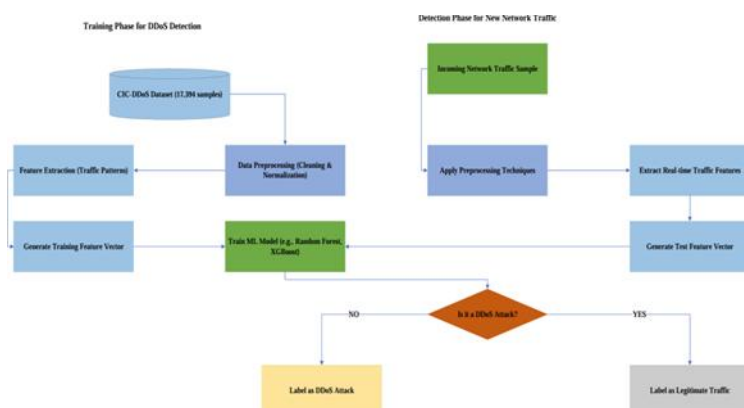 Training Phase for DDoS Detection
Detection Phase for New Network Traffic
Incoming Network Traffic Sample
CIC-DDoS Dataset (17,394 samples)
Feature Extraction (Traffic Patterns)
Data Preprocessing (Cleaning &
Normalization)
Apply Preprocessing Techniques
Extract Real-time Traffic Features
Generate Training Feature Vector
Train ML Model (e.g., Random Forest,
XGBoost)
Generate Test Feature Vector
Is it a DDoS Attack?
NO
YES
Label as DDoS Attack
Label as Legitimate Traffic